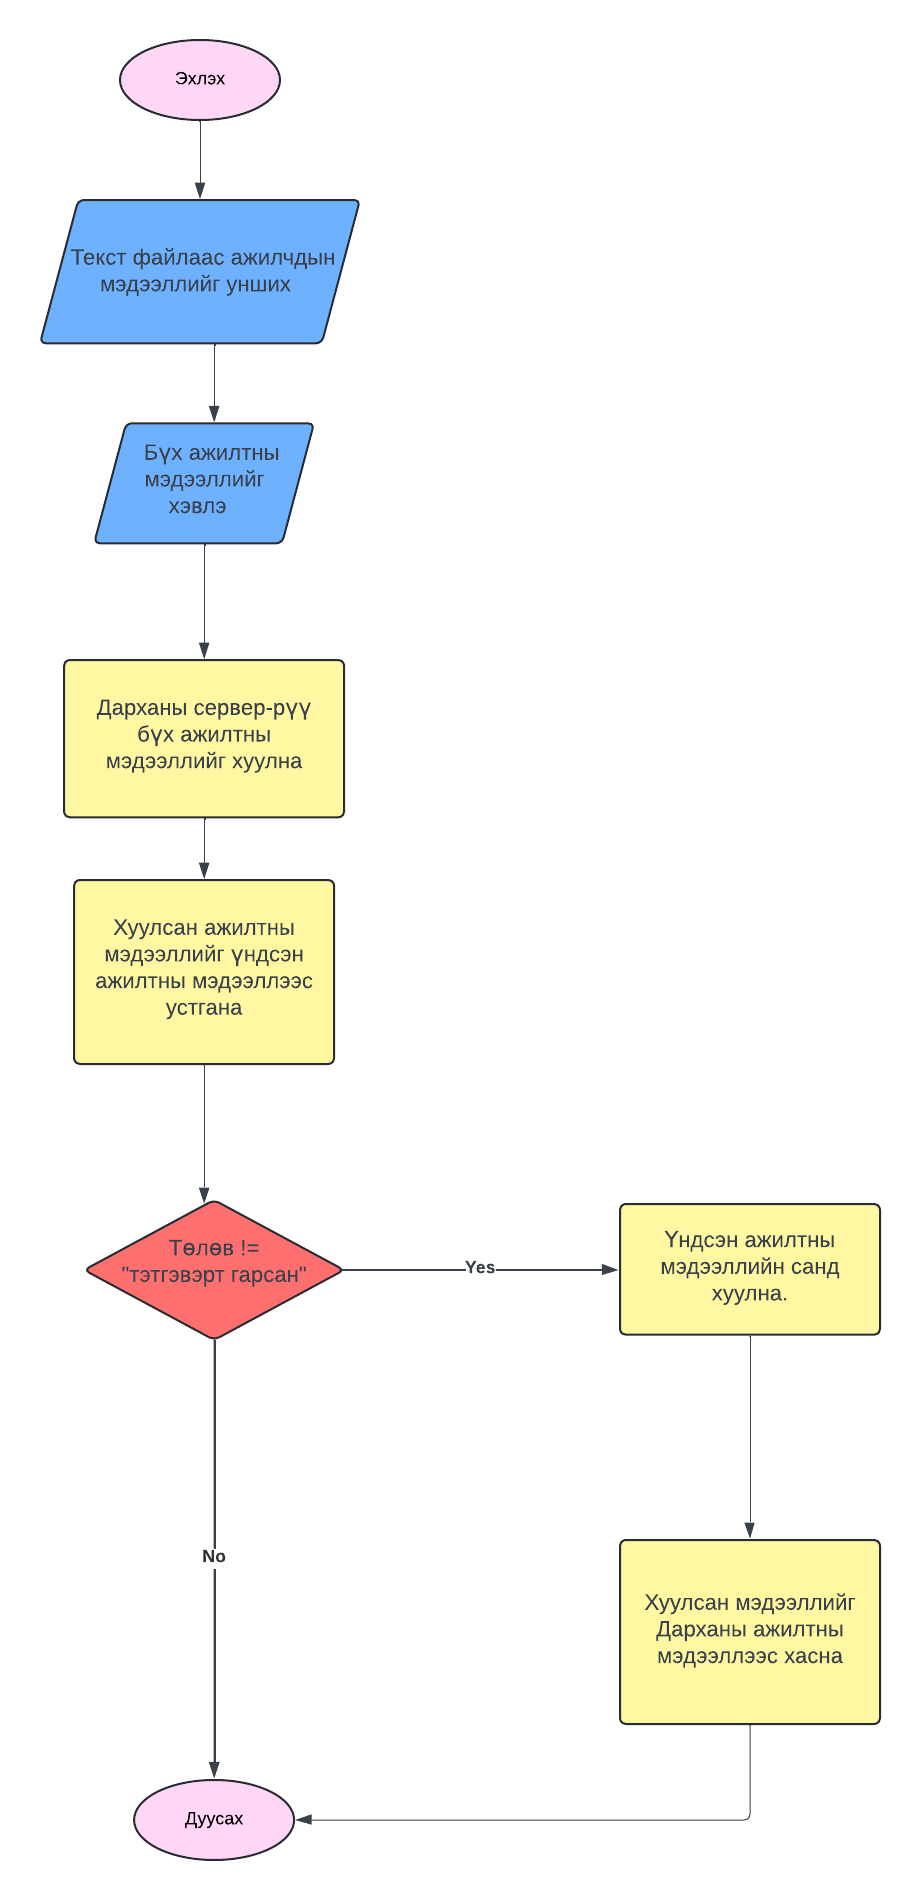 Эхлэх
Текст файлаас ажилчдын
мэдээллийг унших
Бүх ажилтны
мэдээллийг
хэвлэ
Дарханы сервер-рүү
бүх ажилтны
мэдээллийг хуулна
Хуулсан ажилтны
мэдээллийг үндсэн
ажилтны мэдээллээс
устгана
Төлөв !=
"тэтгэвэрт гарсан"
Yes
Үндсэн ажилтны
мэдээллийн санд
хуулна.
No
Хуулсан мэдээллийг
Дарханы ажилтны
мэдээллээс хасна
Дуусах